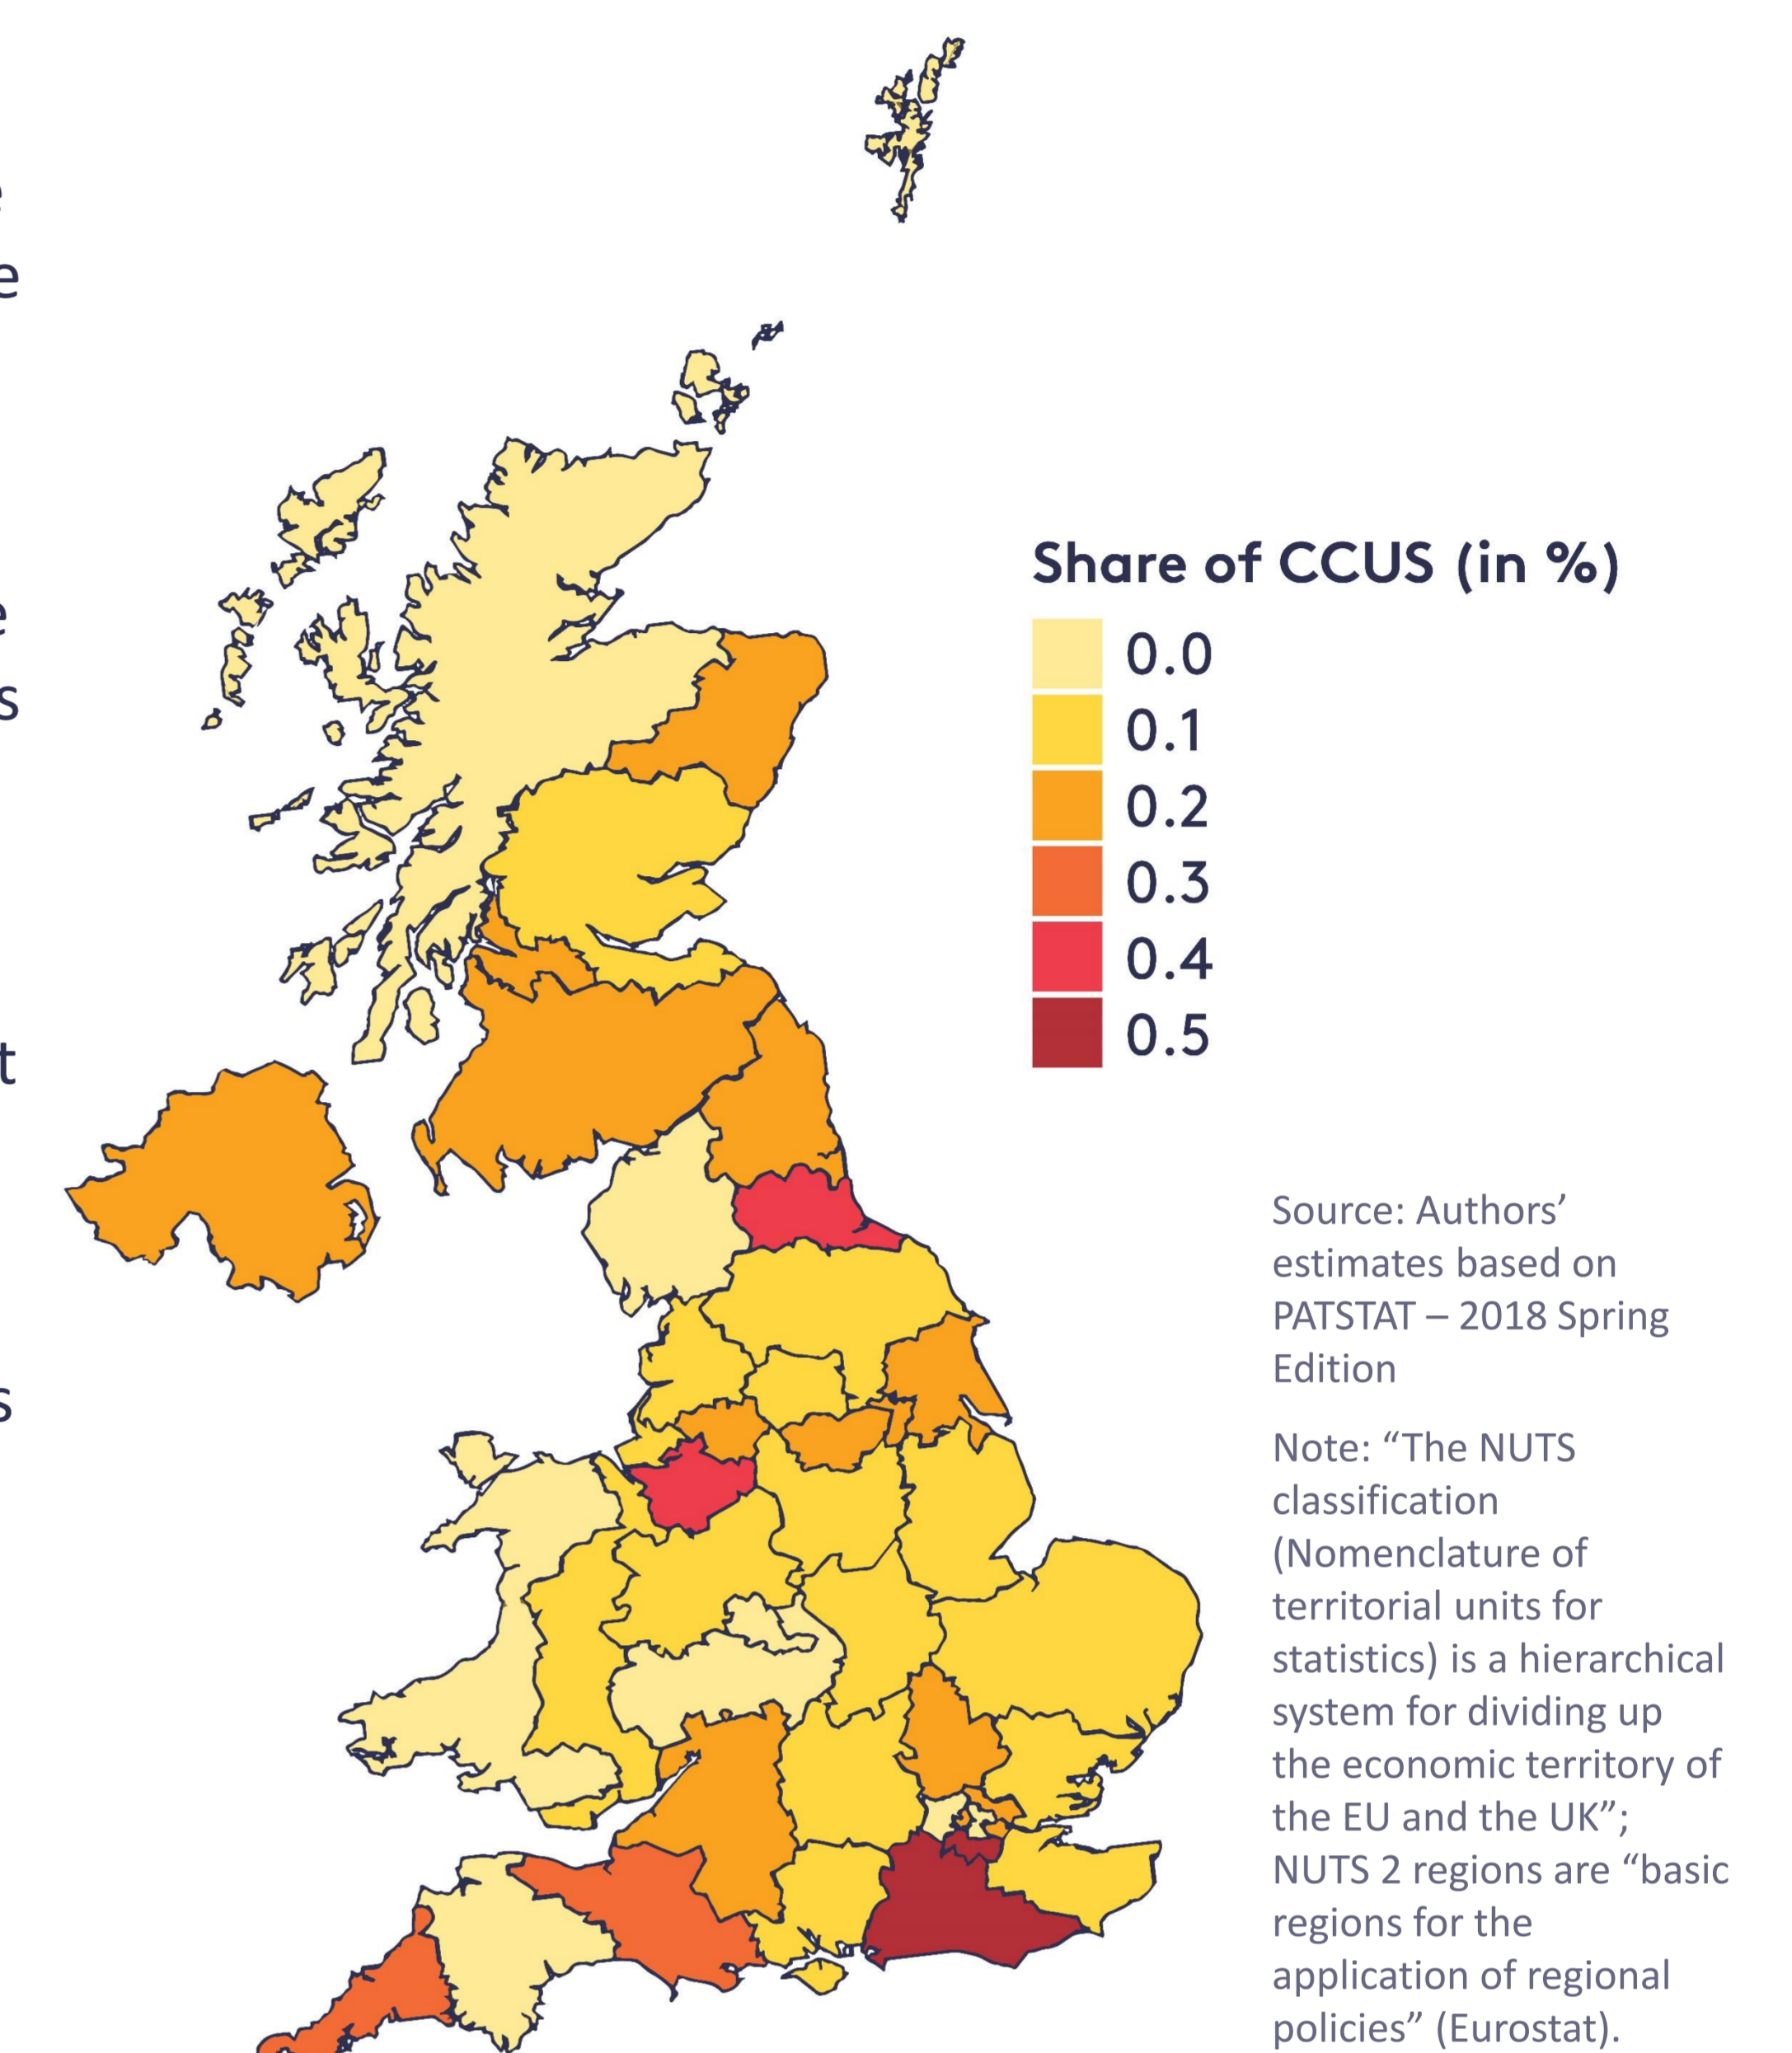 e
e
e
s
t
s
Share of CCUS (in %)
0.0
0.1
0.2
0.3
0.4
0.5
Source: Authors’
estimates based on
PATSTAT – 2018 Spring
Edition
Note: “The NUTS
classification
(Nomenclature of
territorial units for
statistics) is a hierarchical
system for dividing up
the economic territory of
the EU and the UK”;
NUTS 2 regions are “basic
regions for the
application of regional
policies” (Eurostat).